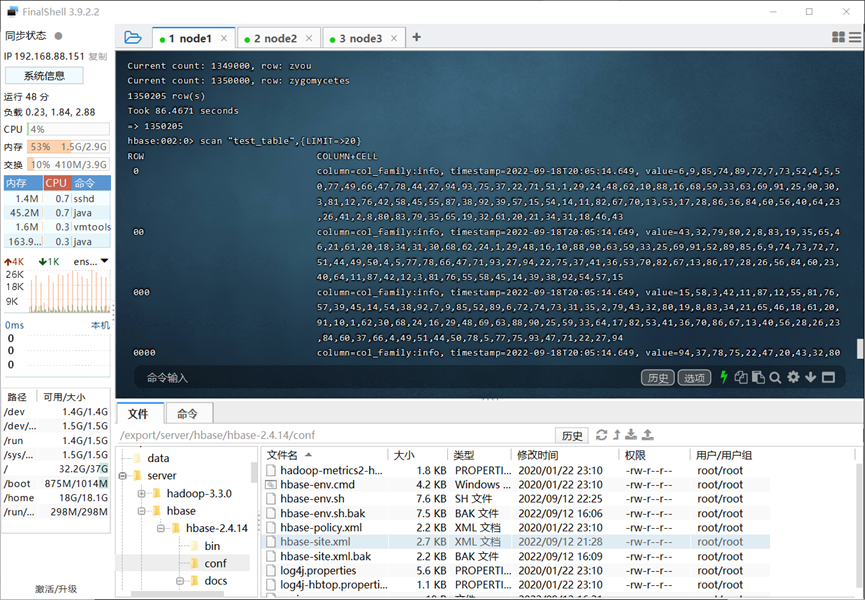 FinalShell 3.9.2.2
同步状态
IP 192.168.88.151 复制
系统信息
运行 48 分
负载 0.23, 1.84, 2.88
CPU 4%
内存 53% 1.5G/2.9G
交换 10% 410M/3.9G
内存 CPU 命令
1.4M 0.7 sshd
45.2M 0.7 java
1.6M 0.3 vmtools
163.9... 0.3 java
4K 1K ens...
26K
18K
9K
0ms 本机
0
0
0
路径 可用/大小
/dev 1.4G/1.4G
/dev/... 1.5G/1.5G
/run 1.4G/1.5G
/sys/... 1.5G/1.5G
/ 32.2G/37G
/boot 875M/1014M
/home 18G/18.1G
/run/... 298M/298M
激活/升级
1 node1
2 node2
3 node3
Current count: 1349000, row: zvou
Current count: 1350000, row: zygomycetes
1350205 row(s)
Took 86.4671 seconds
=> 1350205
hbase:002:0> scan "test_table",{LIMIT=>20}
ROW COLUMN+CELL
0 column=col_family:info, timestamp=2022-09-18T20:05:14.649, value=6,9,85,74,89,72,7,73,52,4,5,5
0,77,49,66,47,78,44,27,94,93,75,37,22,71,51,1,29,24,48,62,10,88,16,68,59,33,63,69,91,25,90,30,
3,81,12,76,42,58,45,55,87,38,92,39,57,15,54,14,11,82,67,70,13,53,17,28,86,36,84,60,56,40,64,23
,26,41,2,8,80,83,79,35,65,19,32,61,20,21,34,31,18,46,43
00 column=col_family:info, timestamp=2022-09-18T20:05:14.649, value=43,32,79,80,2,8,83,19,35,65,4
6,21,61,20,18,34,31,30,68,62,24,1,29,48,16,10,88,90,63,59,33,25,69,91,52,89,85,6,9,74,73,72,7,
51,44,49,50,4,5,77,78,66,47,71,93,27,94,22,75,37,41,36,53,70,82,67,13,86,17,28,26,56,84,60,23,
40,64,11,87,42,12,3,81,76,55,58,45,14,39,38,92,54,57,15
000 column=col_family:info, timestamp=2022-09-18T20:05:14.649, value=15,58,3,42,11,87,12,55,81,76,
57,39,45,14,54,38,92,7,9,85,52,89,6,72,74,73,31,35,2,79,43,32,80,19,8,83,34,21,65,46,18,61,20,
91,10,1,62,30,68,24,16,29,48,69,63,88,90,25,59,33,64,17,82,53,41,36,70,86,67,13,40,56,28,26,23
,84,60,37,66,4,49,51,44,50,78,5,77,75,93,47,71,22,27,94
0000 column=col_family:info, timestamp=2022-09-18T20:05:14.649, value=94,37,78,75,22,47,20,43,32,80
命令输入 历史 选项
文件 命令
/export/server/hbase/hbase-2.4.14/conf 历史
data
server
hadoop-3.3.0
hbase
hbase-2.4.14
bin
conf
docs
文件名 大小 类型 修改时间 权限 用户/用户组
hadoop-metrics2-h... 1.8 KB PROPERTI... 2020/01/22 23:10 -rw-r--r-- root/root
hbase-env.cmd 4.2 KB Windows ... 2020/01/22 23:10 -rw-r--r-- root/root
hbase-env.sh 7.6 KB SH 文件 2022/09/12 22:25 -rw-r--r-- root/root
hbase-env.sh.bak 7.5 KB BAK 文件 2022/09/12 16:06 -rw-r--r-- root/root
hbase-policy.xml 2.2 KB XML 文档 2020/01/22 23:10 -rw-r--r-- root/root
hbase-site.xml 2.7 KB XML 文档 2022/09/12 21:28 -rw-r--r-- root/root
hbase-site.xml.bak 2.2 KB BAK 文件 2022/09/12 16:09 -rw-r--r-- root/root
log4j.properties 5.6 KB PROPERTI... 2020/01/22 23:10 -rw-r--r-- root/root
log4j-hbtop.properti... 1.1 KB PROPERTI... 2020/01/22 23:10 -rw-r--r-- root/root